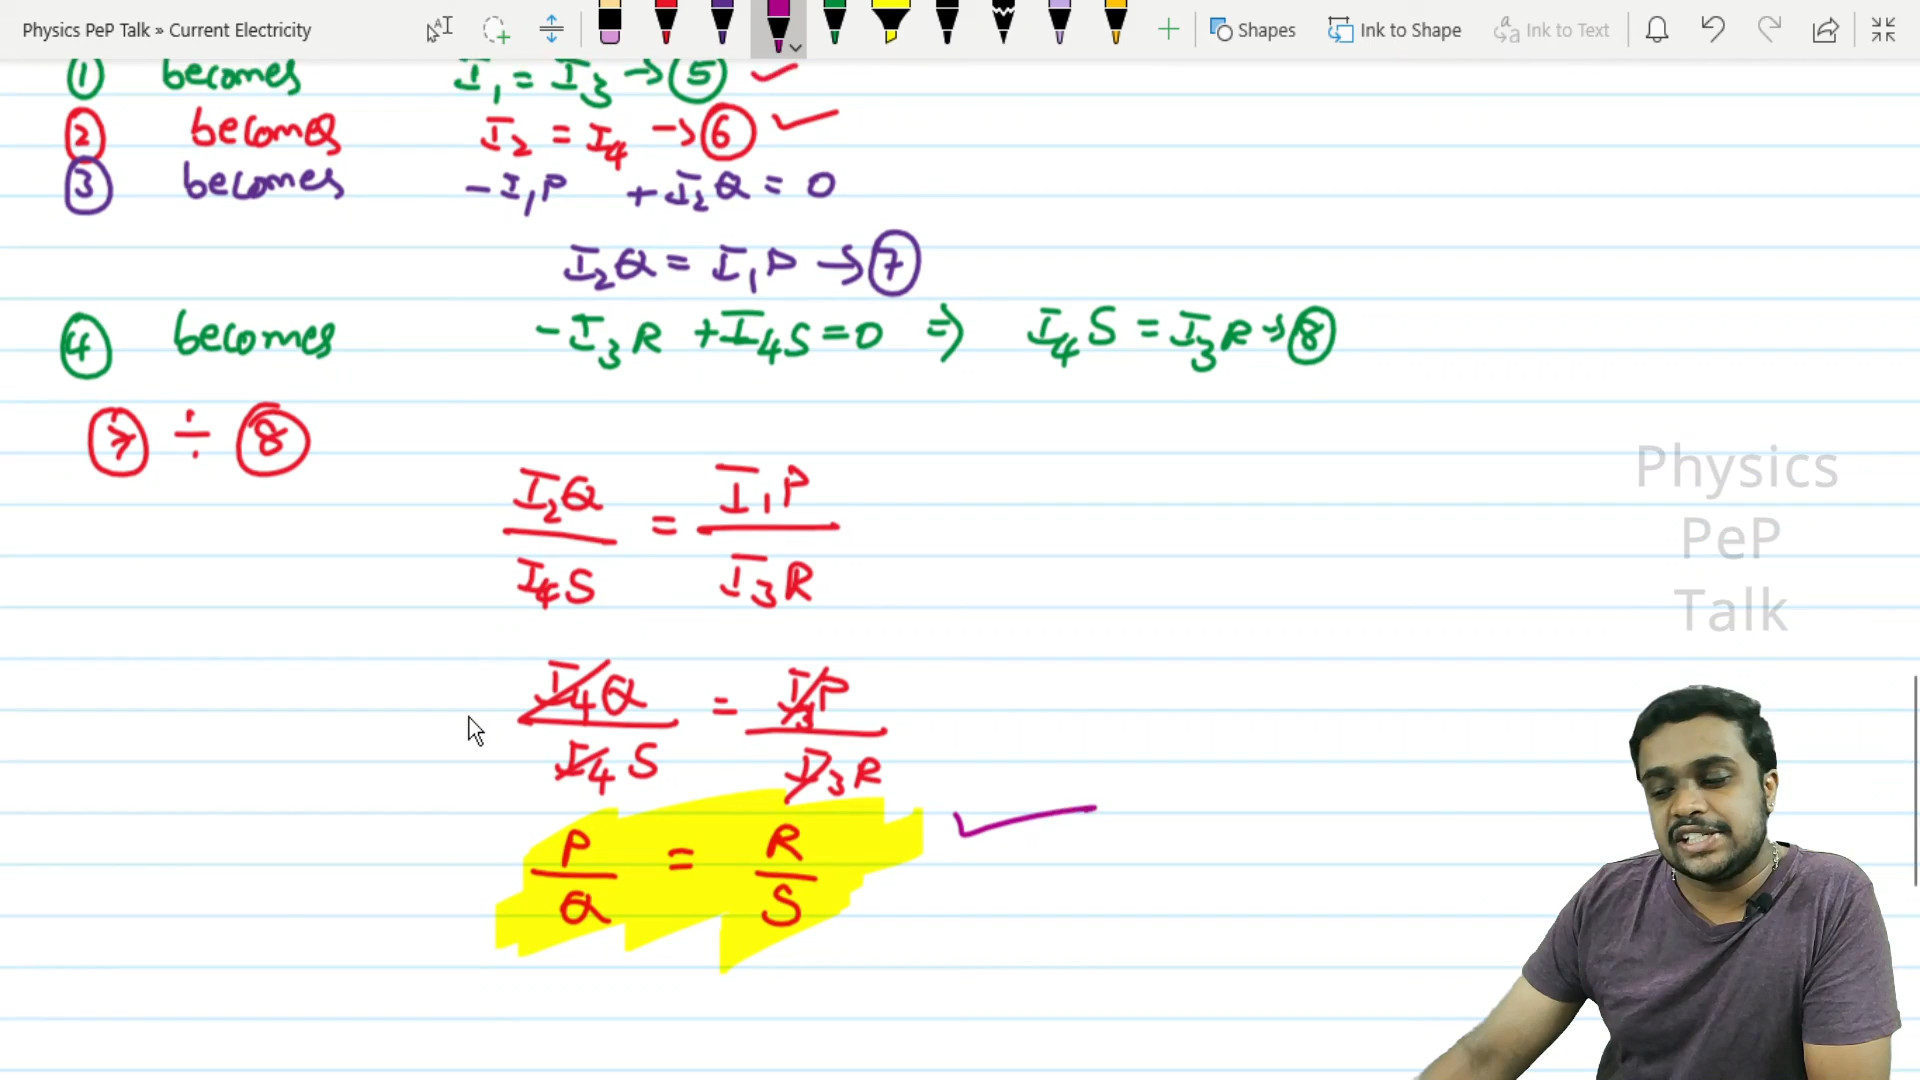 Physics PeP Talk » Current Electricity
Shapes
Ink to Shape
Ink to Text
① becomes I₁ = I₃ → ⑤ ✓
② becomes I₂ = I₄ → ⑥ ✓
③ becomes - I₁P + I₂Q = 0
I₂Q = I₁P → ⑦
④ becomes - I₃R + I₄S = 0 ⇒ I₄S = I₃R → ⑧
⑦ ÷ ⑧
I₂Q / I₄S = I₁P / I₃R
I₄Q / I₄S = I₃P / I₃R
P / Q = R / S ✓
Physics
PeP
Talk